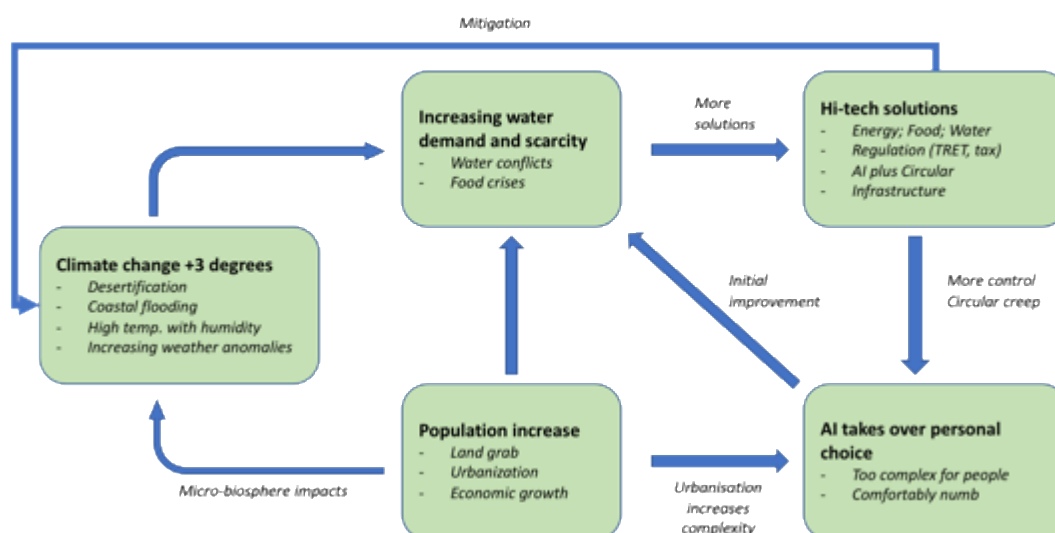 Mitigation
Increasing water
demand and scarcity
- Water conflicts
- Food crises
More
solutions
Hi-tech solutions
- Energy; Food; Water
- Regulation (TRET, tax)
- AI plus Circular
- Infrastructure
Climate change +3 degrees
- Desertification
- Coastal flooding
- High temp. with humidity
- Increasing weather anomalies
Initial
improvement
More control
Circular creep
Population increase
- Land grab
- Urbanization
- Economic growth
Micro-biosphere impacts
Urbanisation
increases
complexity
AI takes over personal
choice
- Too complex for people
- Comfortably numb